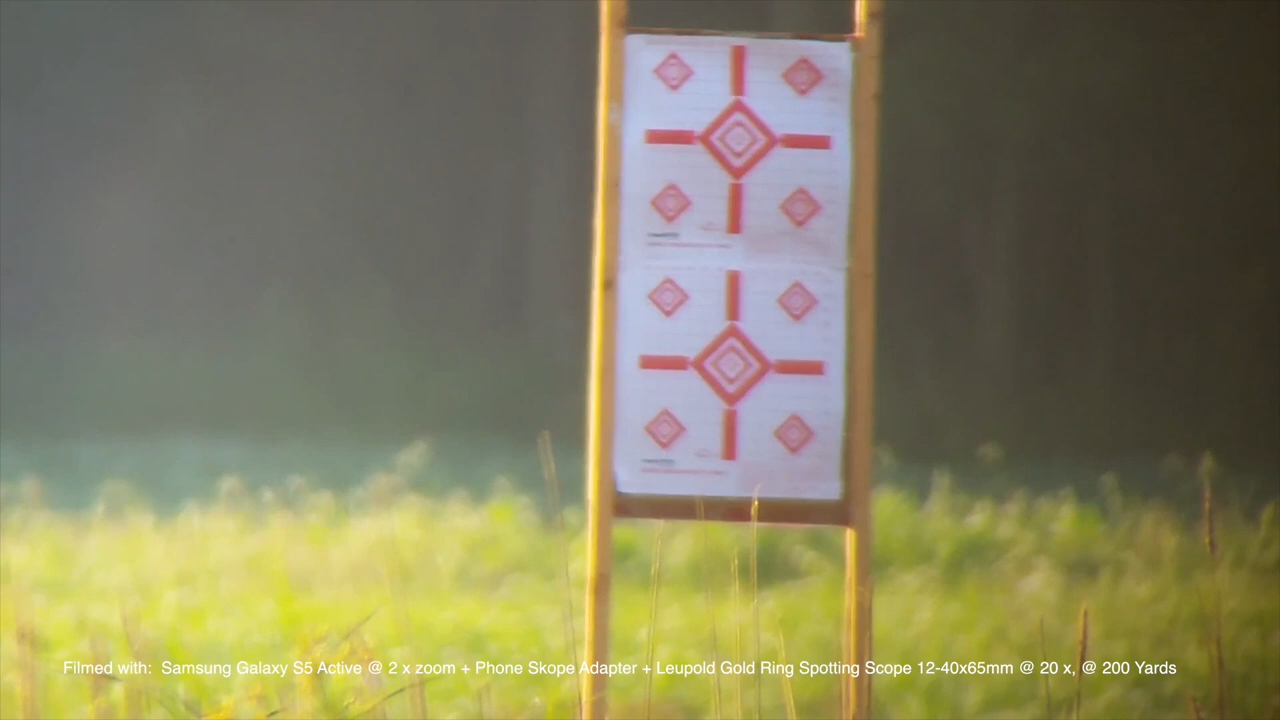 Filmed with:  Samsung Galaxy S5 Active @ 2 x zoom + Phone Skope Adapter + Leupold Gold Ring Spotting Scope 12-40x65mm @ 20 x, @ 200 Yards